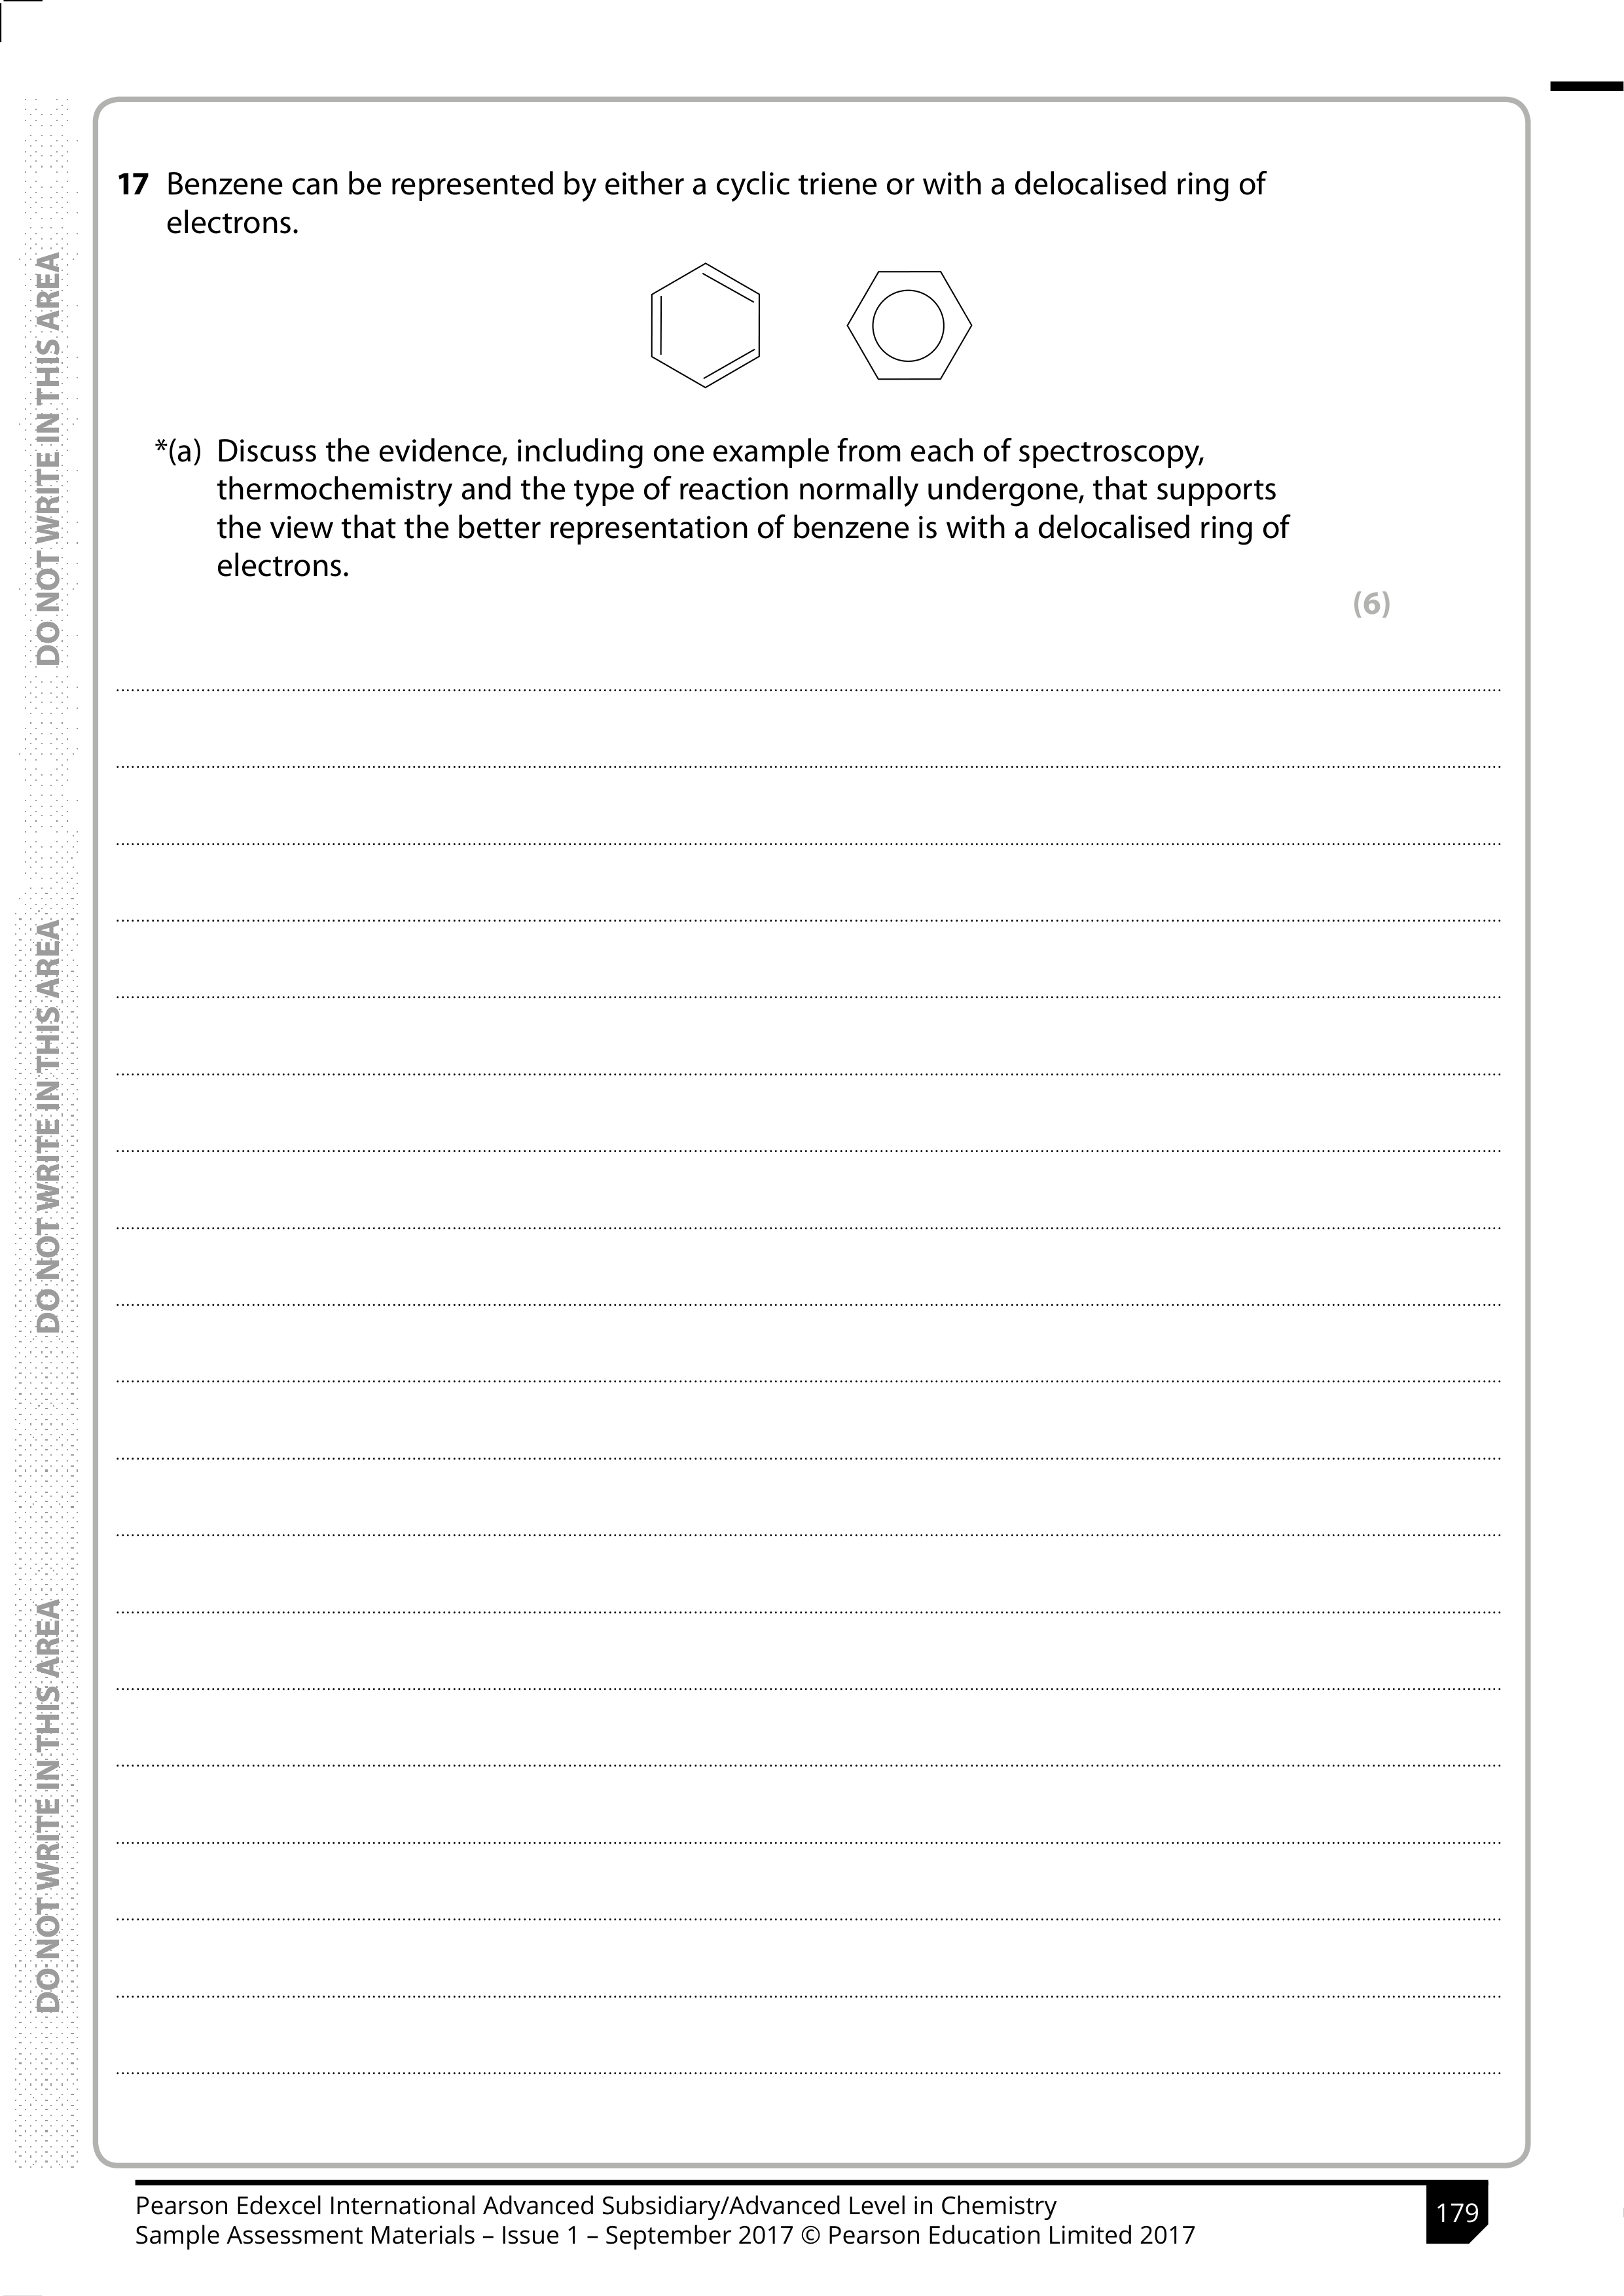 17 Benzene can be represented by either a cyclic triene or with a delocalised ring of
electrons.
*(a) Discuss the evidence, including one example from each of spectroscopy,
thermochemistry and the type of reaction normally undergone, that supports
the view that the better representation of benzene is with a delocalised ring of
electrons.
(6)
DO NOT WRITE IN THIS AREA
DO NOT WRITE IN THIS AREA
DO NOT WRITE IN THIS AREA
Pearson Edexcel International Advanced Subsidiary/Advanced Level in Chemistry
Sample Assessment Materials – Issue 1 – September 2017 © Pearson Education Limited 2017
179